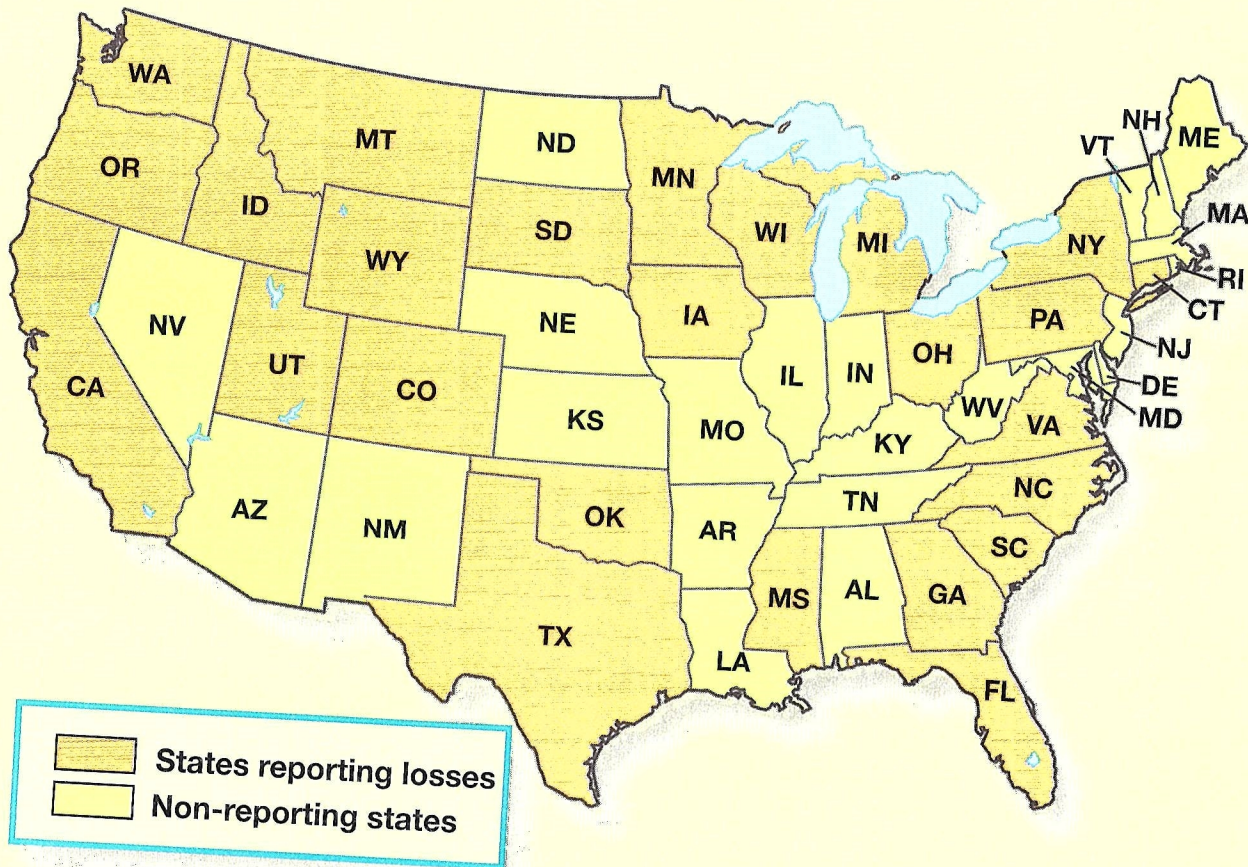 WA
MT
ND
MN
OR
ID
WY
SD
WI
MI
NY
VT
NH
ME
MA
RI
CT
NV
UT
CO
NE
IA
IL
IN
OH
PA
NJ
DE
MD
CA
KS
MO
KY
WV
VA
AZ
NM
OK
AR
TN
NC
SC
TX
LA
MS
AL
GA
FL
States reporting losses
Non-reporting states